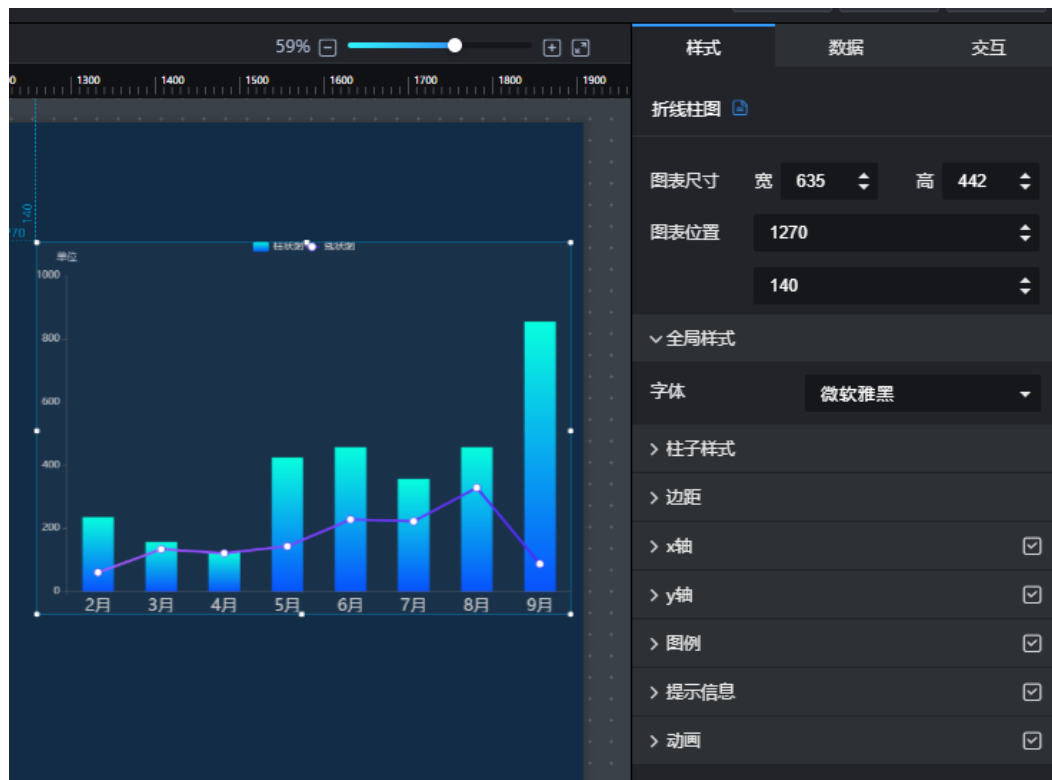 59%
样式 数据 交互
1300 1400 1500 1600 1700 1800 1900
折线柱图
图表尺寸 宽 635 高 442
图表位置 1270
140
140
柱状图
单位
1000
800
600
400
200
0
2月 3月 4月 5月 6月 7月 8月 9月
全局样式
字体 微软雅黑
柱子样式
边距
x轴
y轴
图例
提示信息
动画